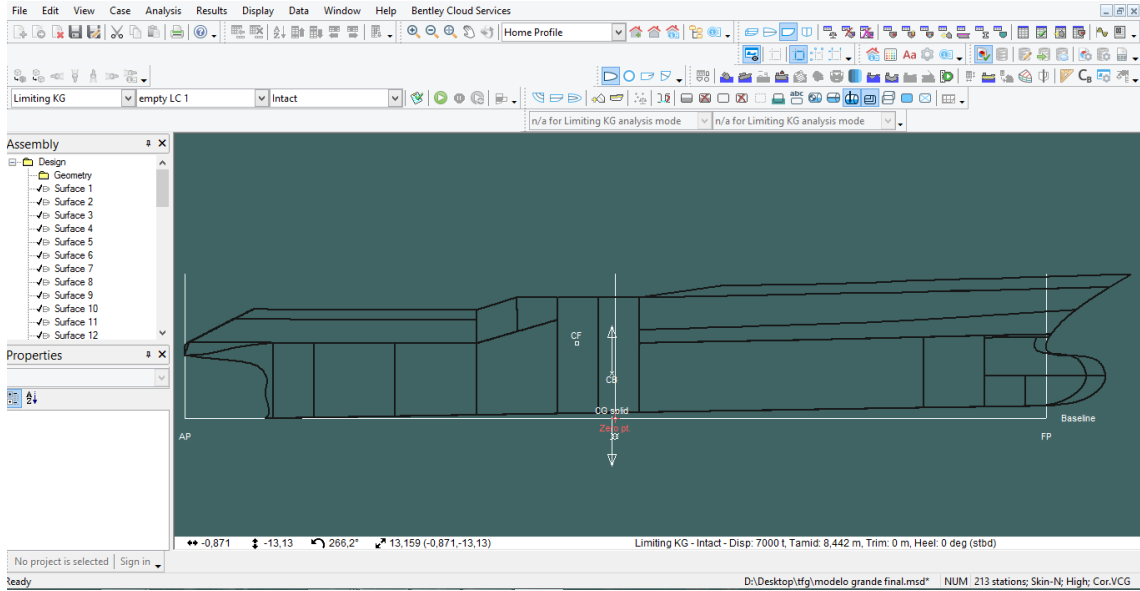 File Edit View Case Analysis Results Display Data Window Help Bentley Cloud Services
Home Profile
Aa
Limiting KG empty LC 1 Intact
abc
n/a for Limiting KG analysis mode n/a for Limiting KG analysis mode
Assembly
Design
Geometry
Surface 1
Surface 2
Surface 3
Surface 4
Surface 5
Surface 6
Surface 7
Surface 8
Surface 9
Surface 10
Surface 11
Surface 12
Properties
CF
CB
CG solid
Zero pt.
Baseline
AP
FP
-0,871 -13,13 266,2° 13,159 (-0,871,-13,13) Limiting KG - Intact - Disp: 7000 t, Tamid: 8,442 m, Trim: 0 m, Heel: 0 deg (stbd)
No project is selected Sign in
Ready D:\Desktop\tfg\modelo grande final.msd* NUM 213 stations; Skin-N; High; Cor.VCG